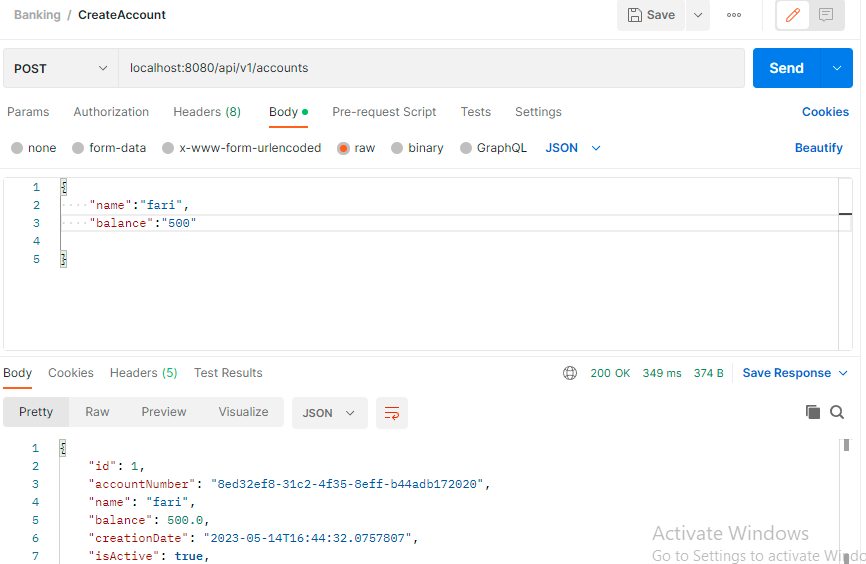 Banking / CreateAccount
Save
POST
localhost:8080/api/v1/accounts
Send
Params Authorization Headers (8) Body Pre-request Script Tests Settings Cookies
none form-data x-www-form-urlencoded raw binary GraphQL JSON Beautify
1 {
2 "name":"fari",
3 "balance":"500"
4
5 }
Body Cookies Headers (5) Test Results 200 OK 349 ms 374 B Save Response
Pretty Raw Preview Visualize JSON
1 {
2 "id": 1,
3 "accountNumber": "8ed32ef8-31c2-4f35-8eff-b44adb172020",
4 "name": "fari",
5 "balance": 500.0,
6 "creationDate": "2023-05-14T16:44:32.0757807",
7 "isActive": true,
Activate Windows
Go to Settings to activate Windo